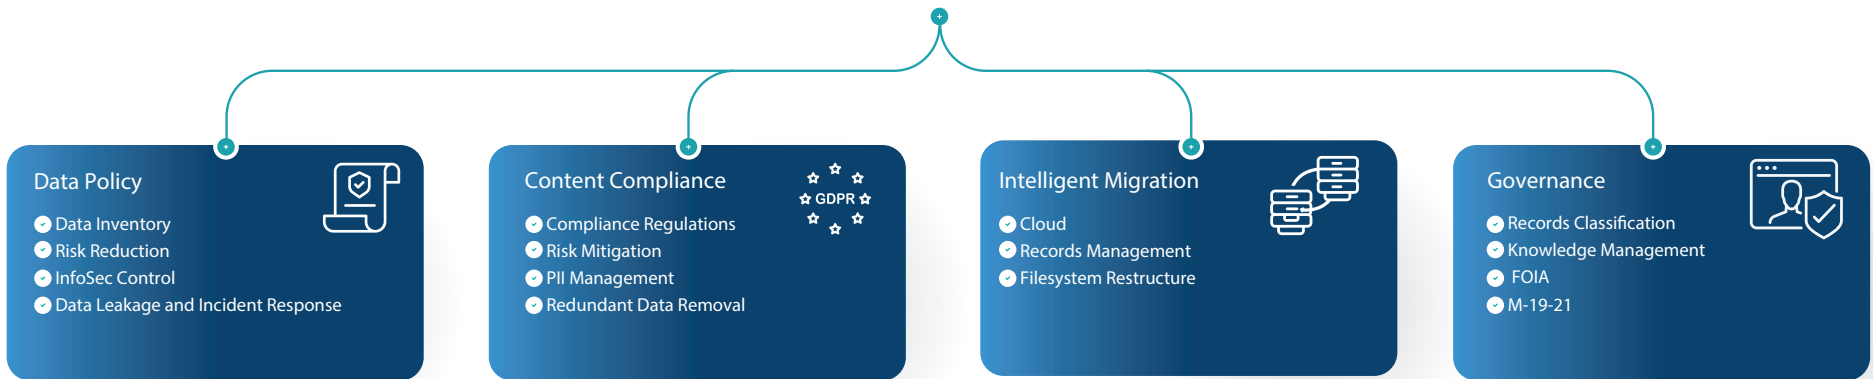 Data Policy
Data Inventory
Risk Reduction
InfoSec Control
Data Leakage and Incident Response
Content Compliance
GDPR
Compliance Regulations
Risk Mitigation
PII Management
Redundant Data Removal
Intelligent Migration
Cloud
Records Management
Filesystem Restructure
Governance
Records Classification
Knowledge Management
FOIA
M-19-21